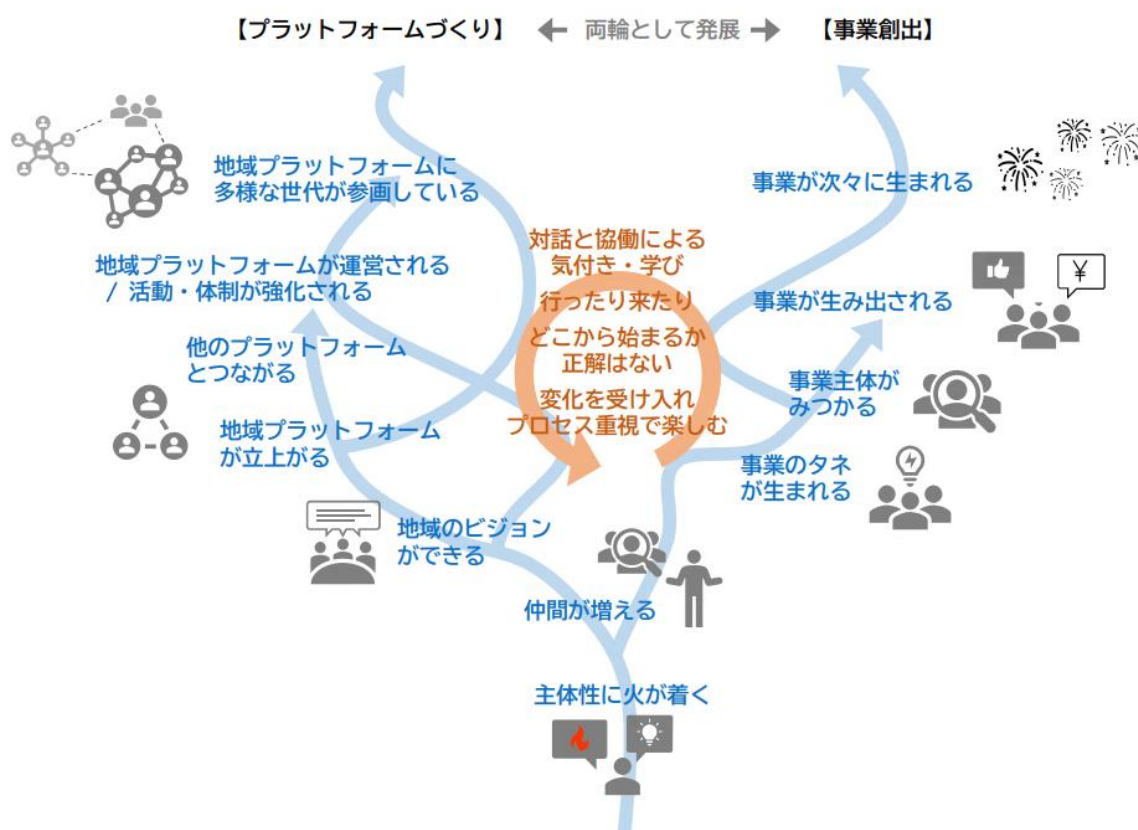 【プラットフォームづくり】 ← 両輪として発展 → 【事業創出】
地域プラットフォームに
多様な世代が参画している
事業が次々に生まれる
対話と協働による
気付き・学び
地域プラットフォームが運営される
/ 活動・体制が強化される
行ったり来たり
事業が生み出される
¥
どこから始まるか
正解はない
他のプラットフォーム
とつながる
変化を受け入れ
プロセス重視で楽しむ
事業主体が
みつかる
地域プラットフォーム
が立上がる
事業のタネ
が生まれる
地域のビジョン
ができる
仲間が増える
主体性に火が着く